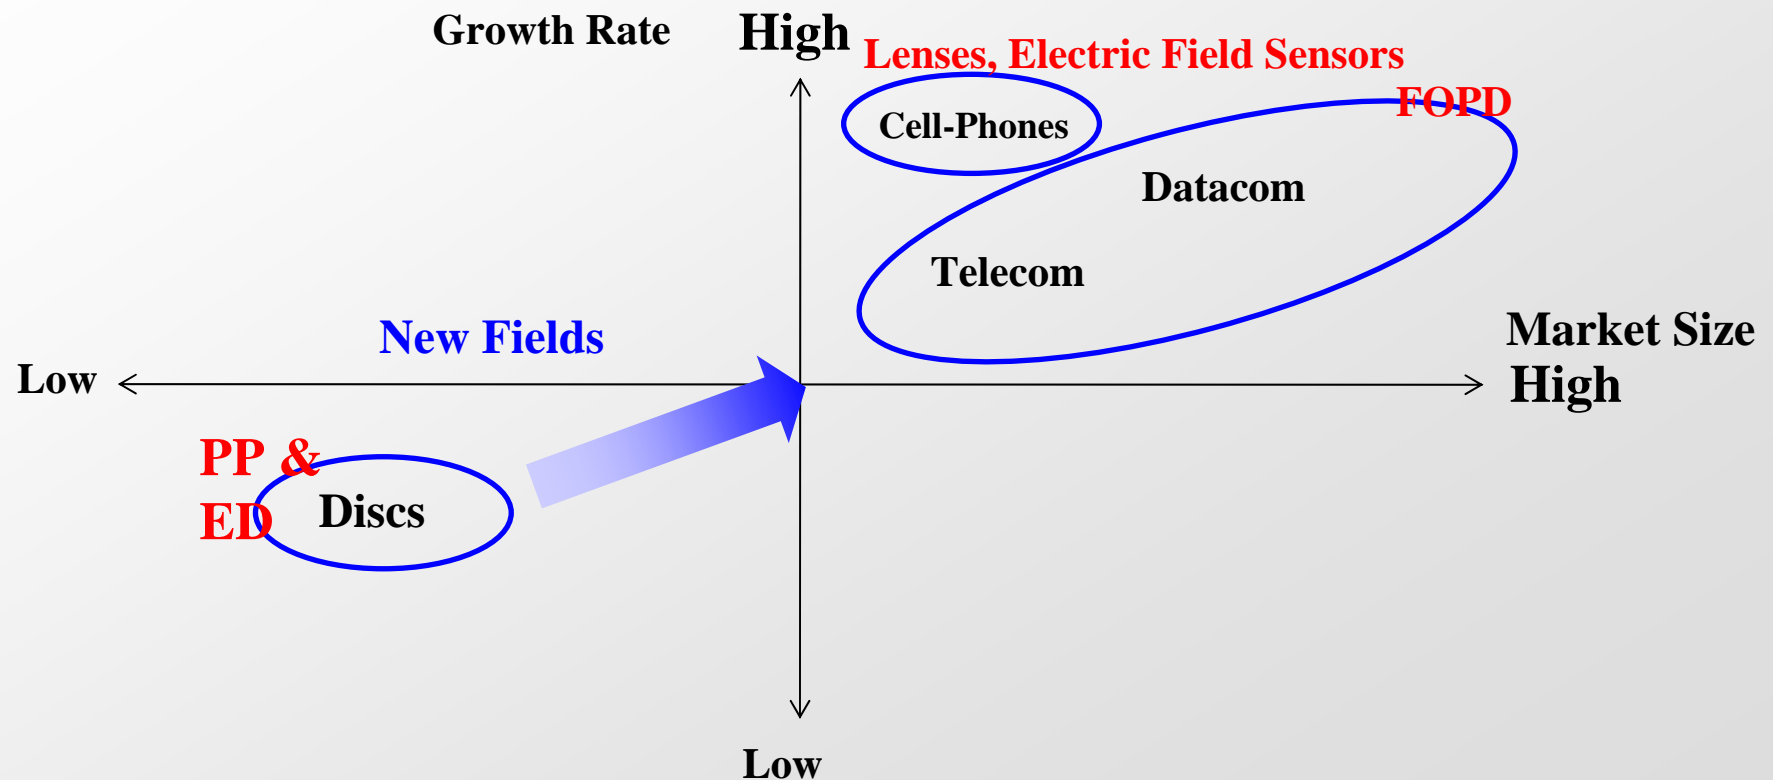 Growth Rate
High
Lenses, Electric Field Sensors
FOPD
Cell-Phones
Datacom
Telecom
New Fields
Market Size
Low
High
PP &
ED
Discs
Low